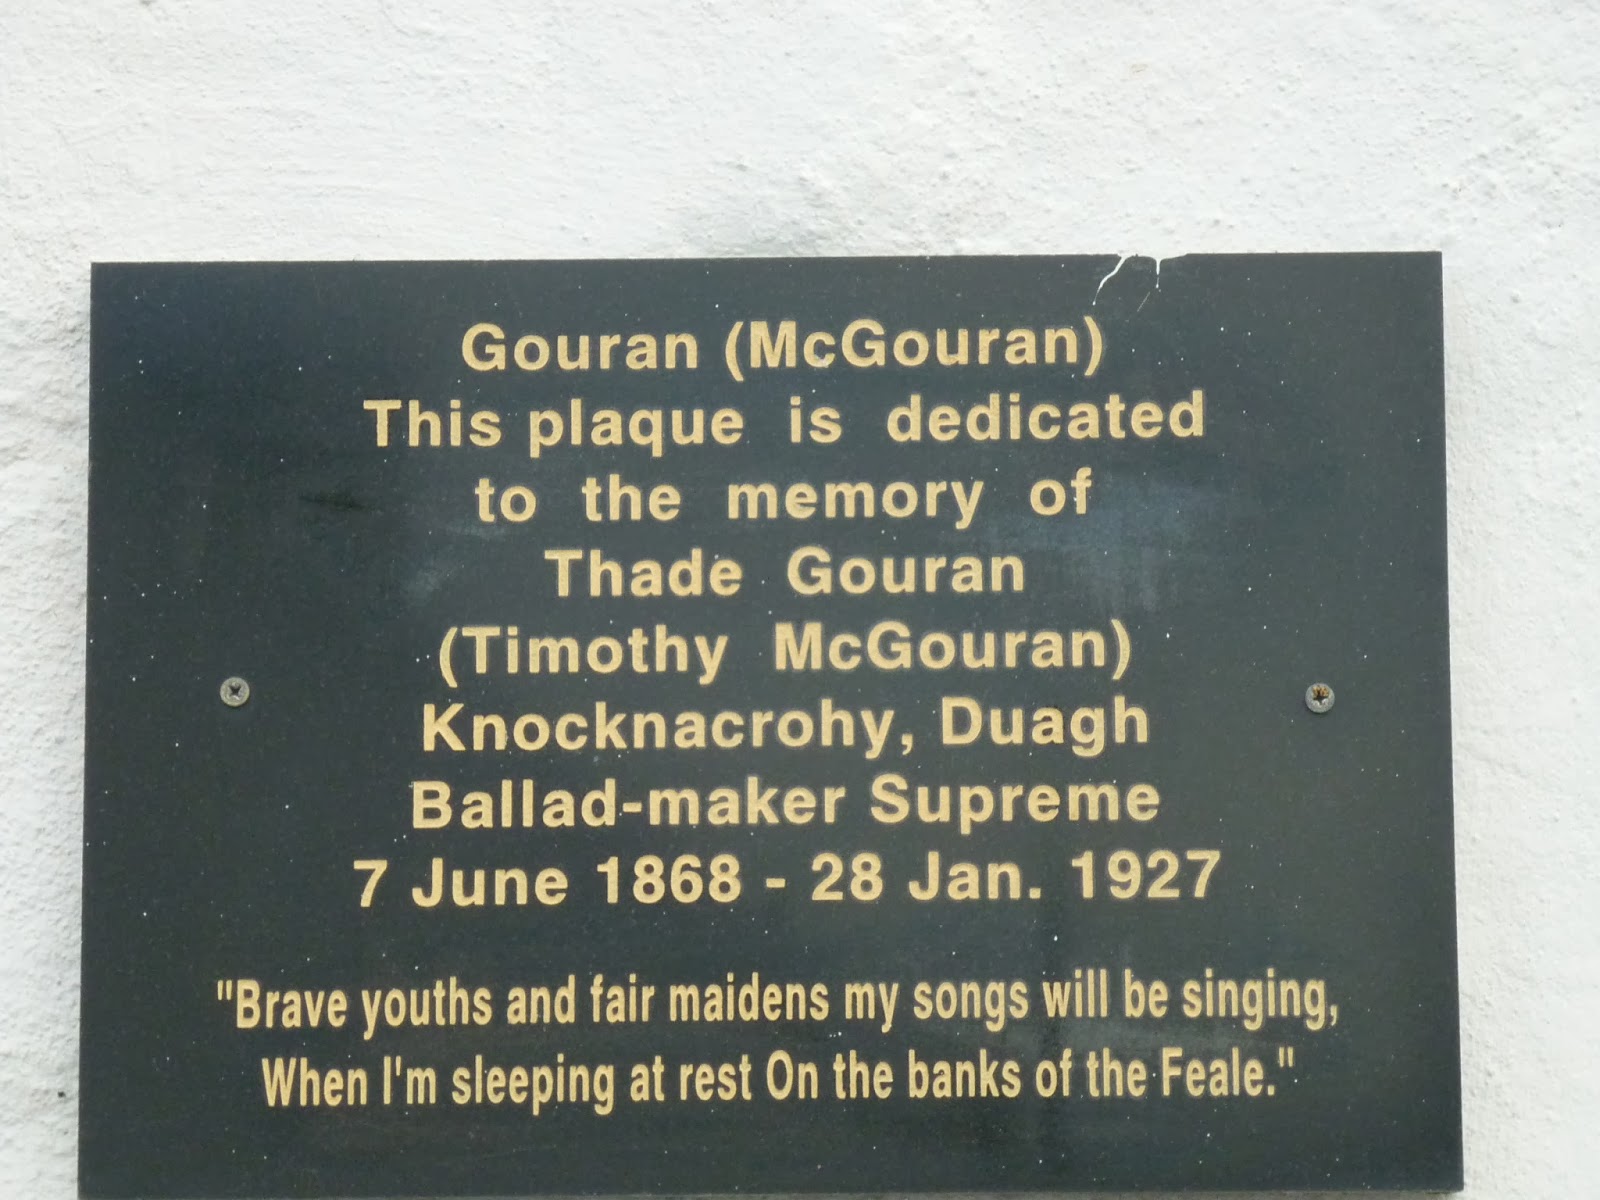 Gouran (McGouran)
This plaque is dedicated
to the memory of
Thade Gouran
(Timothy McGouran)
Knocknacrohy, Duagh
Ballad-maker Supreme
7 June 1868 - 28 Jan. 1927
"Brave youths and fair maidens my songs will be singing,
When I'm sleeping at rest On the banks of the Feale."